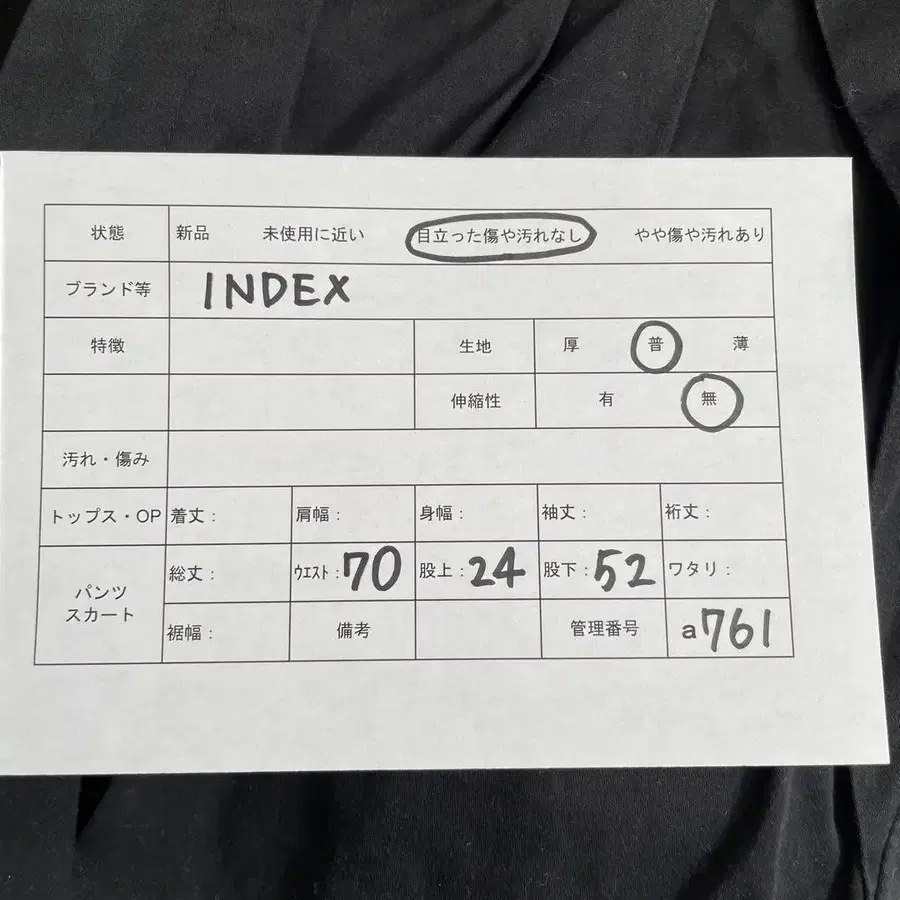 状態 新品 未使用に近い 目立った傷や汚れなし やや傷や汚れあり
ブランド等 INDEX
特徴 生地 厚 普 薄
伸縮性 有 無
汚れ・傷み
トップス・OP 着丈： 肩幅： 身幅： 袖丈： 裄丈：
パンツ
スカート
総丈： ｳｴｽﾄ：70 股上：24 股下：52 ワタリ：
裾幅： 備考 管理番号 a761